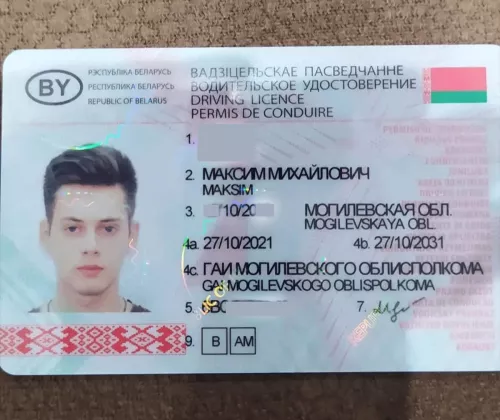 BY
РЭСПУБЛІКА БЕЛАРУСЬ
РЕСПУБЛИКА БЕЛАРУСЬ
REPUBLIC OF BELARUS
ВАДЗІЦЕЛЬСКАЕ ПАСВЕДЧАННЕ
ВОДИТЕЛЬСКОЕ УДОСТОВЕРЕНИЕ
DRIVING LICENCE
PERMIS DE CONDUIRE
1.
2. МАКСИМ МИХАЙЛОВИЧ
MAKSIM
3. /10/20 МОГИЛЕВСКАЯ ОБЛ.
MOGILEVSKAYA OBL.
4a. 27/10/2021 4b. 27/10/2031
4c. ГАИ МОГИЛЕВСКОГО ОБЛИСПОЛКОМА
GAI MOGILEVSKOGO OBLISPOLKOMA
5. 7.
9. B AM